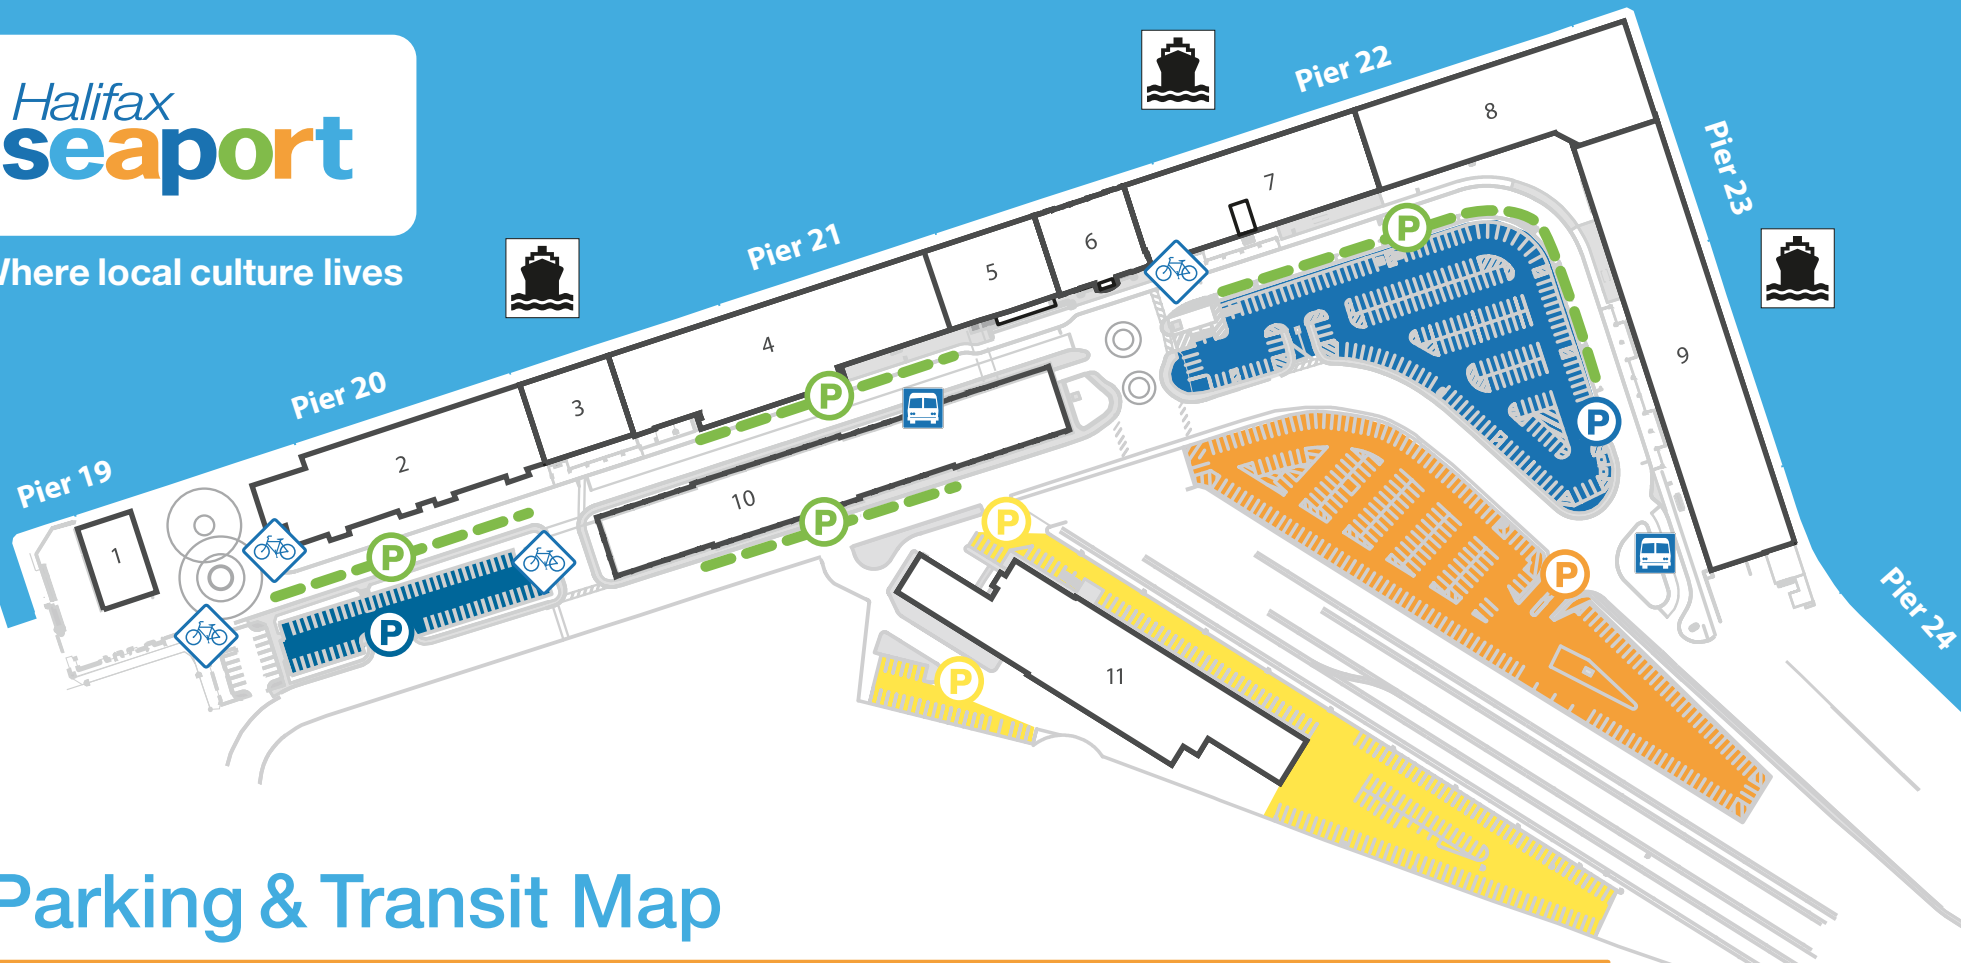 Halifax
seaport
Where local culture lives
Pier 19
Pier 20
Pier 21
Pier 22
Pier 23
Pier 24
1
2
3
4
5
6
7
8
9
10
11
P
P
P
P
P
P
P
P
P
Parking & Transit Map